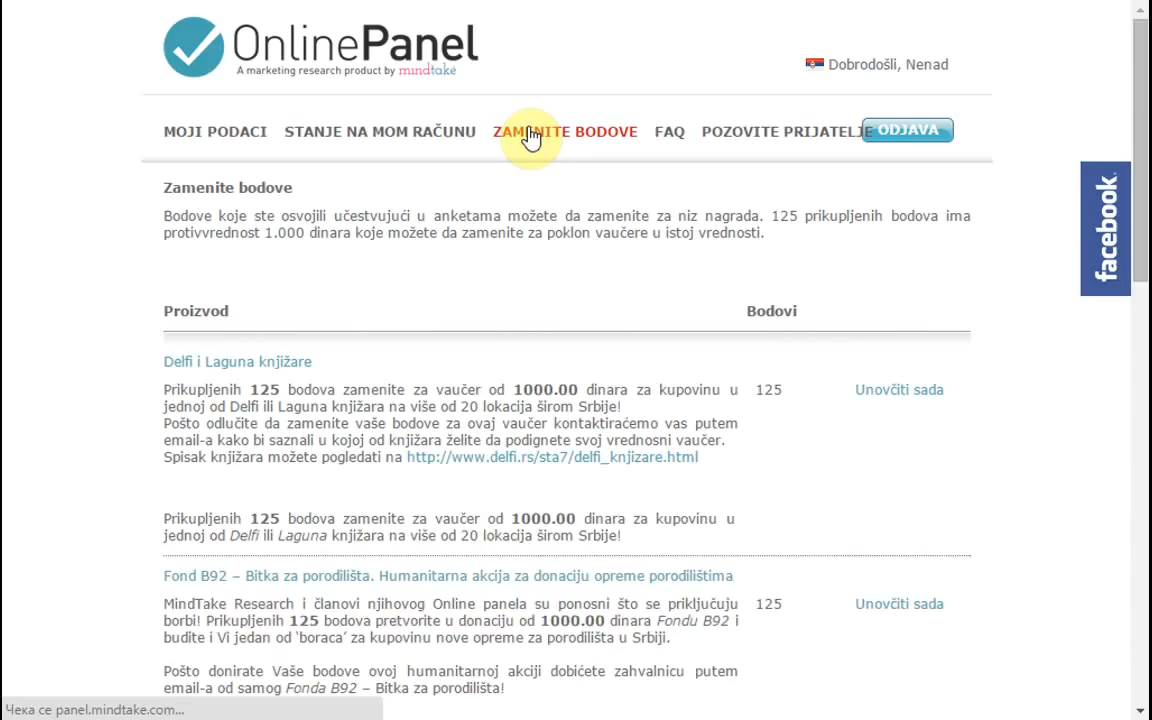 OnlinePanel
A marketing research product by mindtake
Dobrodošli, Nenad
MOJI PODACI STANJE NA MOM RAČUNU ZAMENITE BODOVE FAQ POZOVITE PRIJATELJE ODJAVA
facebook
Zamenite bodove
Bodove koje ste osvojili učestvujući u anketama možete da zamenite za niz nagrada. 125 prikupljenih bodova ima
protivvrednost 1.000 dinara koje možete da zamenite za poklon vaučere u istoj vrednosti.
Proizvod Bodovi
Delfi i Laguna knjižare
Prikupljenih 125 bodova zamenite za vaučer od 1000.00 dinara za kupovinu u 125 Unovčiti sada
jednoj od Delfi ili Laguna knjižara na više od 20 lokacija širom Srbije!
Pošto odlučite da zamenite vaše bodove za ovaj vaučer kontaktiraćemo vas putem
email-a kako bi saznali u kojoj od knjižara želite da podignete svoj vrednosni vaučer.
Spisak knjižara možete pogledati na http://www.delfi.rs/sta7/delfi_knjizare.html
Prikupljenih 125 bodova zamenite za vaučer od 1000.00 dinara za kupovinu u
jednoj od Delfi ili Laguna knjižara na više od 20 lokacija širom Srbije!
Fond B92 – Bitka za porodilišta. Humanitarna akcija za donaciju opreme porodilištima
MindTake Research i članovi njihovog Online panela su ponosni što se priključuju 125 Unovčiti sada
borbi! Prikupljenih 125 bodova pretvorite u donaciju od 1000.00 dinara Fondu B92 i
budite i Vi jedan od ‘boraca’ za kupovinu nove opreme za porodilišta u Srbiji.
Pošto donirate Vaše bodove ovoj humanitarnoj akciji dobićete zahvalnicu putem
email-a od samog Fonda B92 – Bitka za porodilišta!
Чека се panel.mindtake.com...